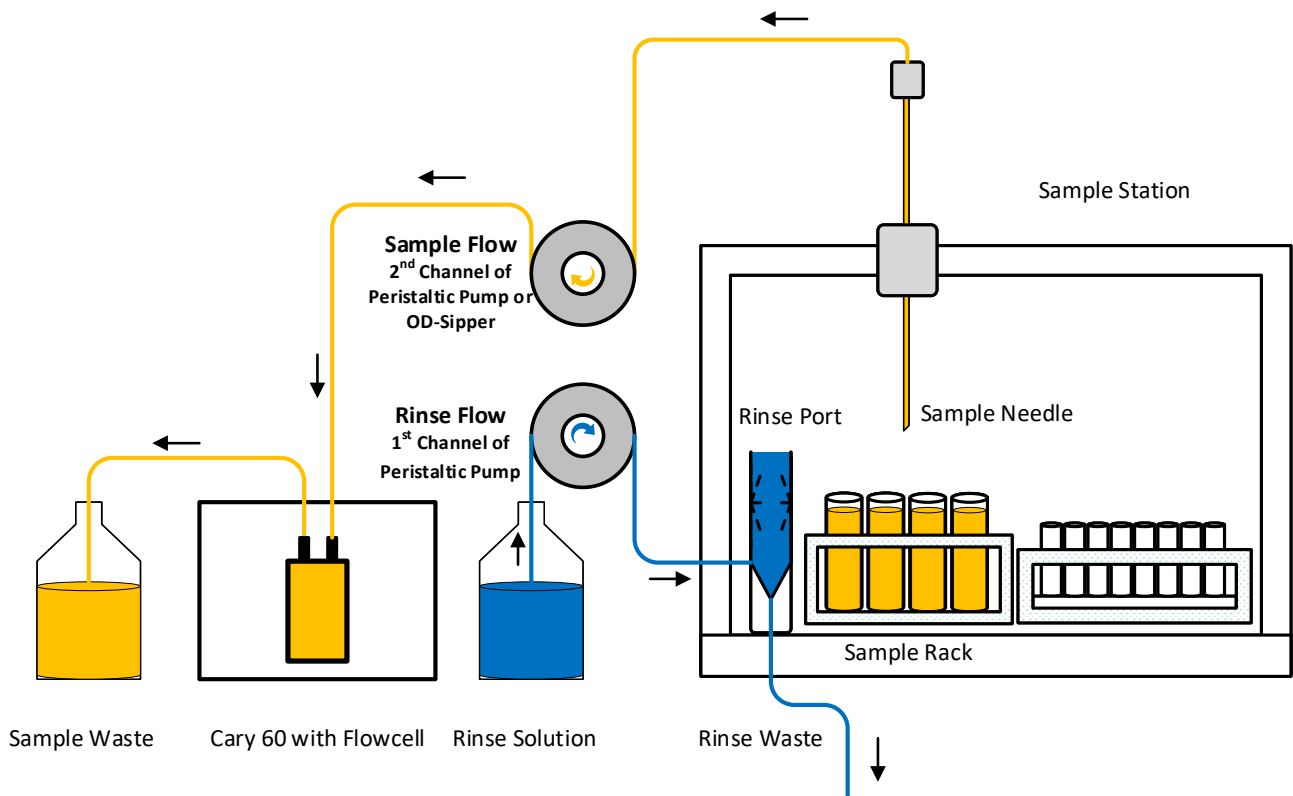 Sample Station
Sample Flow
2nd Channel of
Peristaltic Pump or
OD-Sipper
Rinse Flow
1st Channel of
Peristaltic Pump
Rinse Port
Sample Needle
Sample Rack
Sample Waste
Cary 60 with Flowcell
Rinse Solution
Rinse Waste